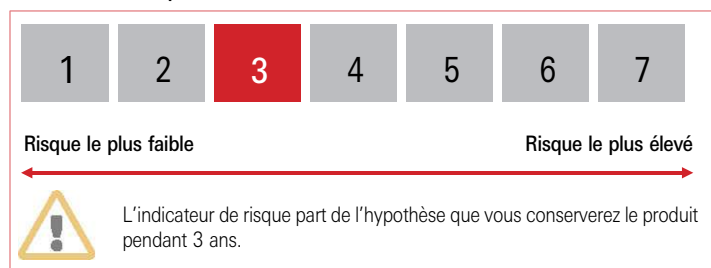 1 2 3 4 5 6 7
Risque le plus faible Risque le plus élevé
L'indicateur de risque part de l'hypothèse que vous conserverez le produit
pendant 3 ans.